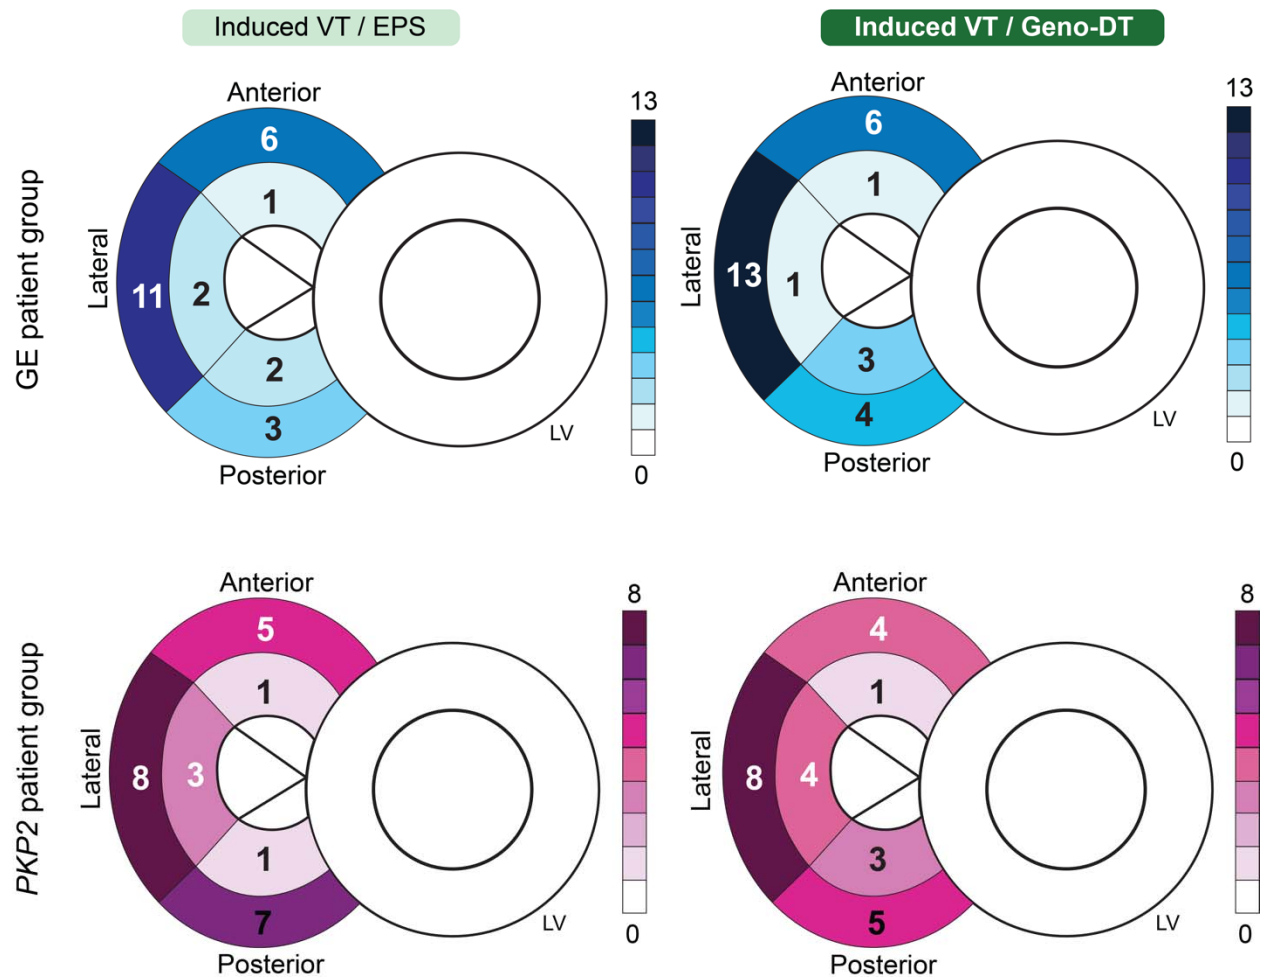 Induced VT / EPS
Induced VT / Geno-DT
GE patient group
Anterior
6
1
Lateral
11
2
2
3
Posterior
LV
13
0
Anterior
6
1
Lateral
13
1
3
4
Posterior
LV
13
0
PKP2 patient group
Anterior
5
1
Lateral
8
3
1
7
Posterior
LV
8
0
Anterior
4
1
Lateral
8
4
3
5
Posterior
LV
8
0